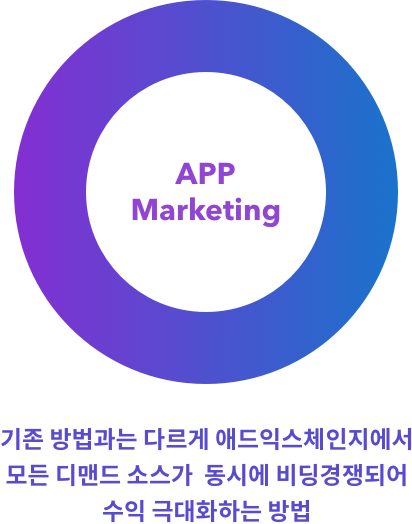 APP
Marketing
기존 방법과는 다르게 애드익스체인지에서
모든 디맨드 소스가 동시에 비딩경쟁되어
수익 극대화하는 방법